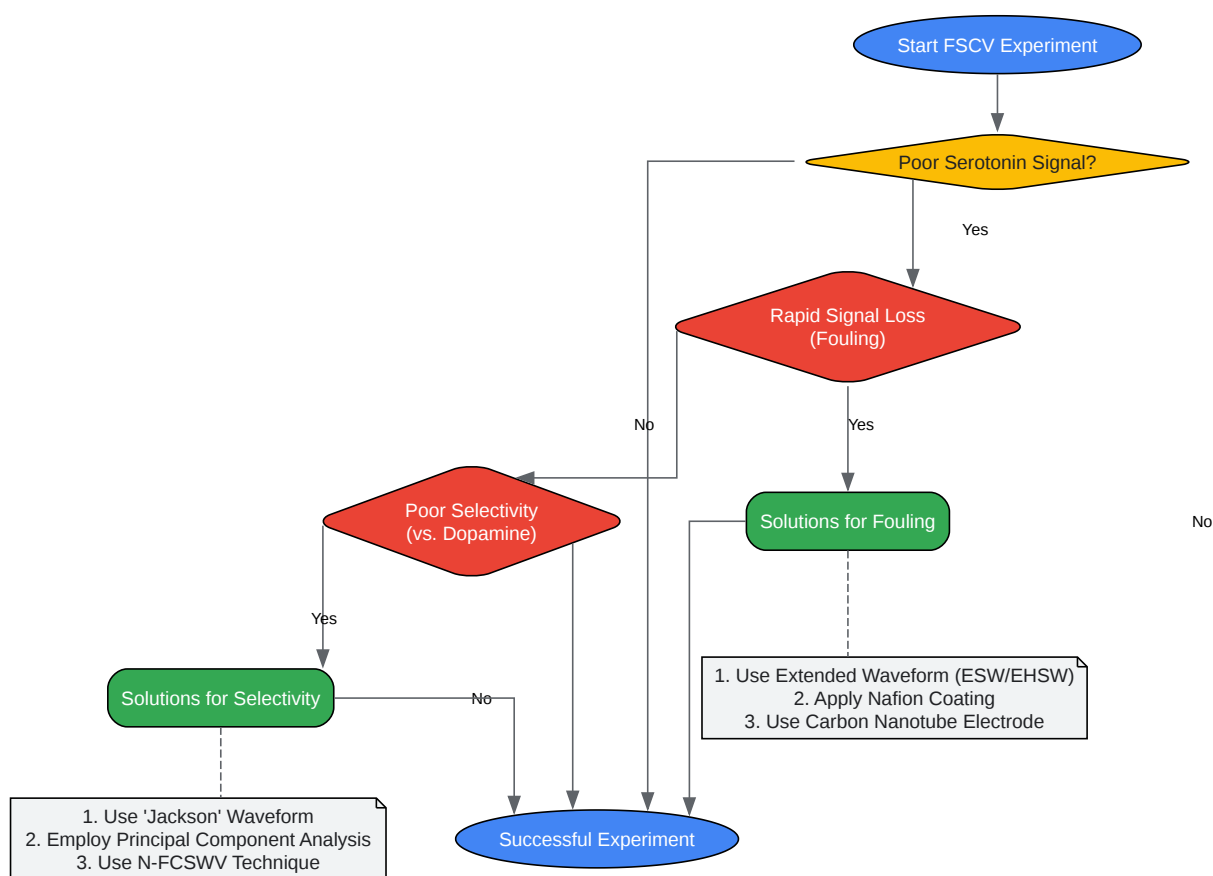 Start FSCV Experiment
Poor Serotonin Signal?
Yes
Rapid Signal Loss
(Fouling)
No
Yes
Poor Selectivity
(vs. Dopamine)
Solutions for Fouling
No
Yes
1. Use Extended Waveform (ESW/EHSW)
2. Apply Nafion Coating
3. Use Carbon Nanotube Electrode
Solutions for Selectivity
No
1. Use 'Jackson' Waveform
2. Employ Principal Component Analysis
3. Use N-FCSWV Technique
Successful Experiment